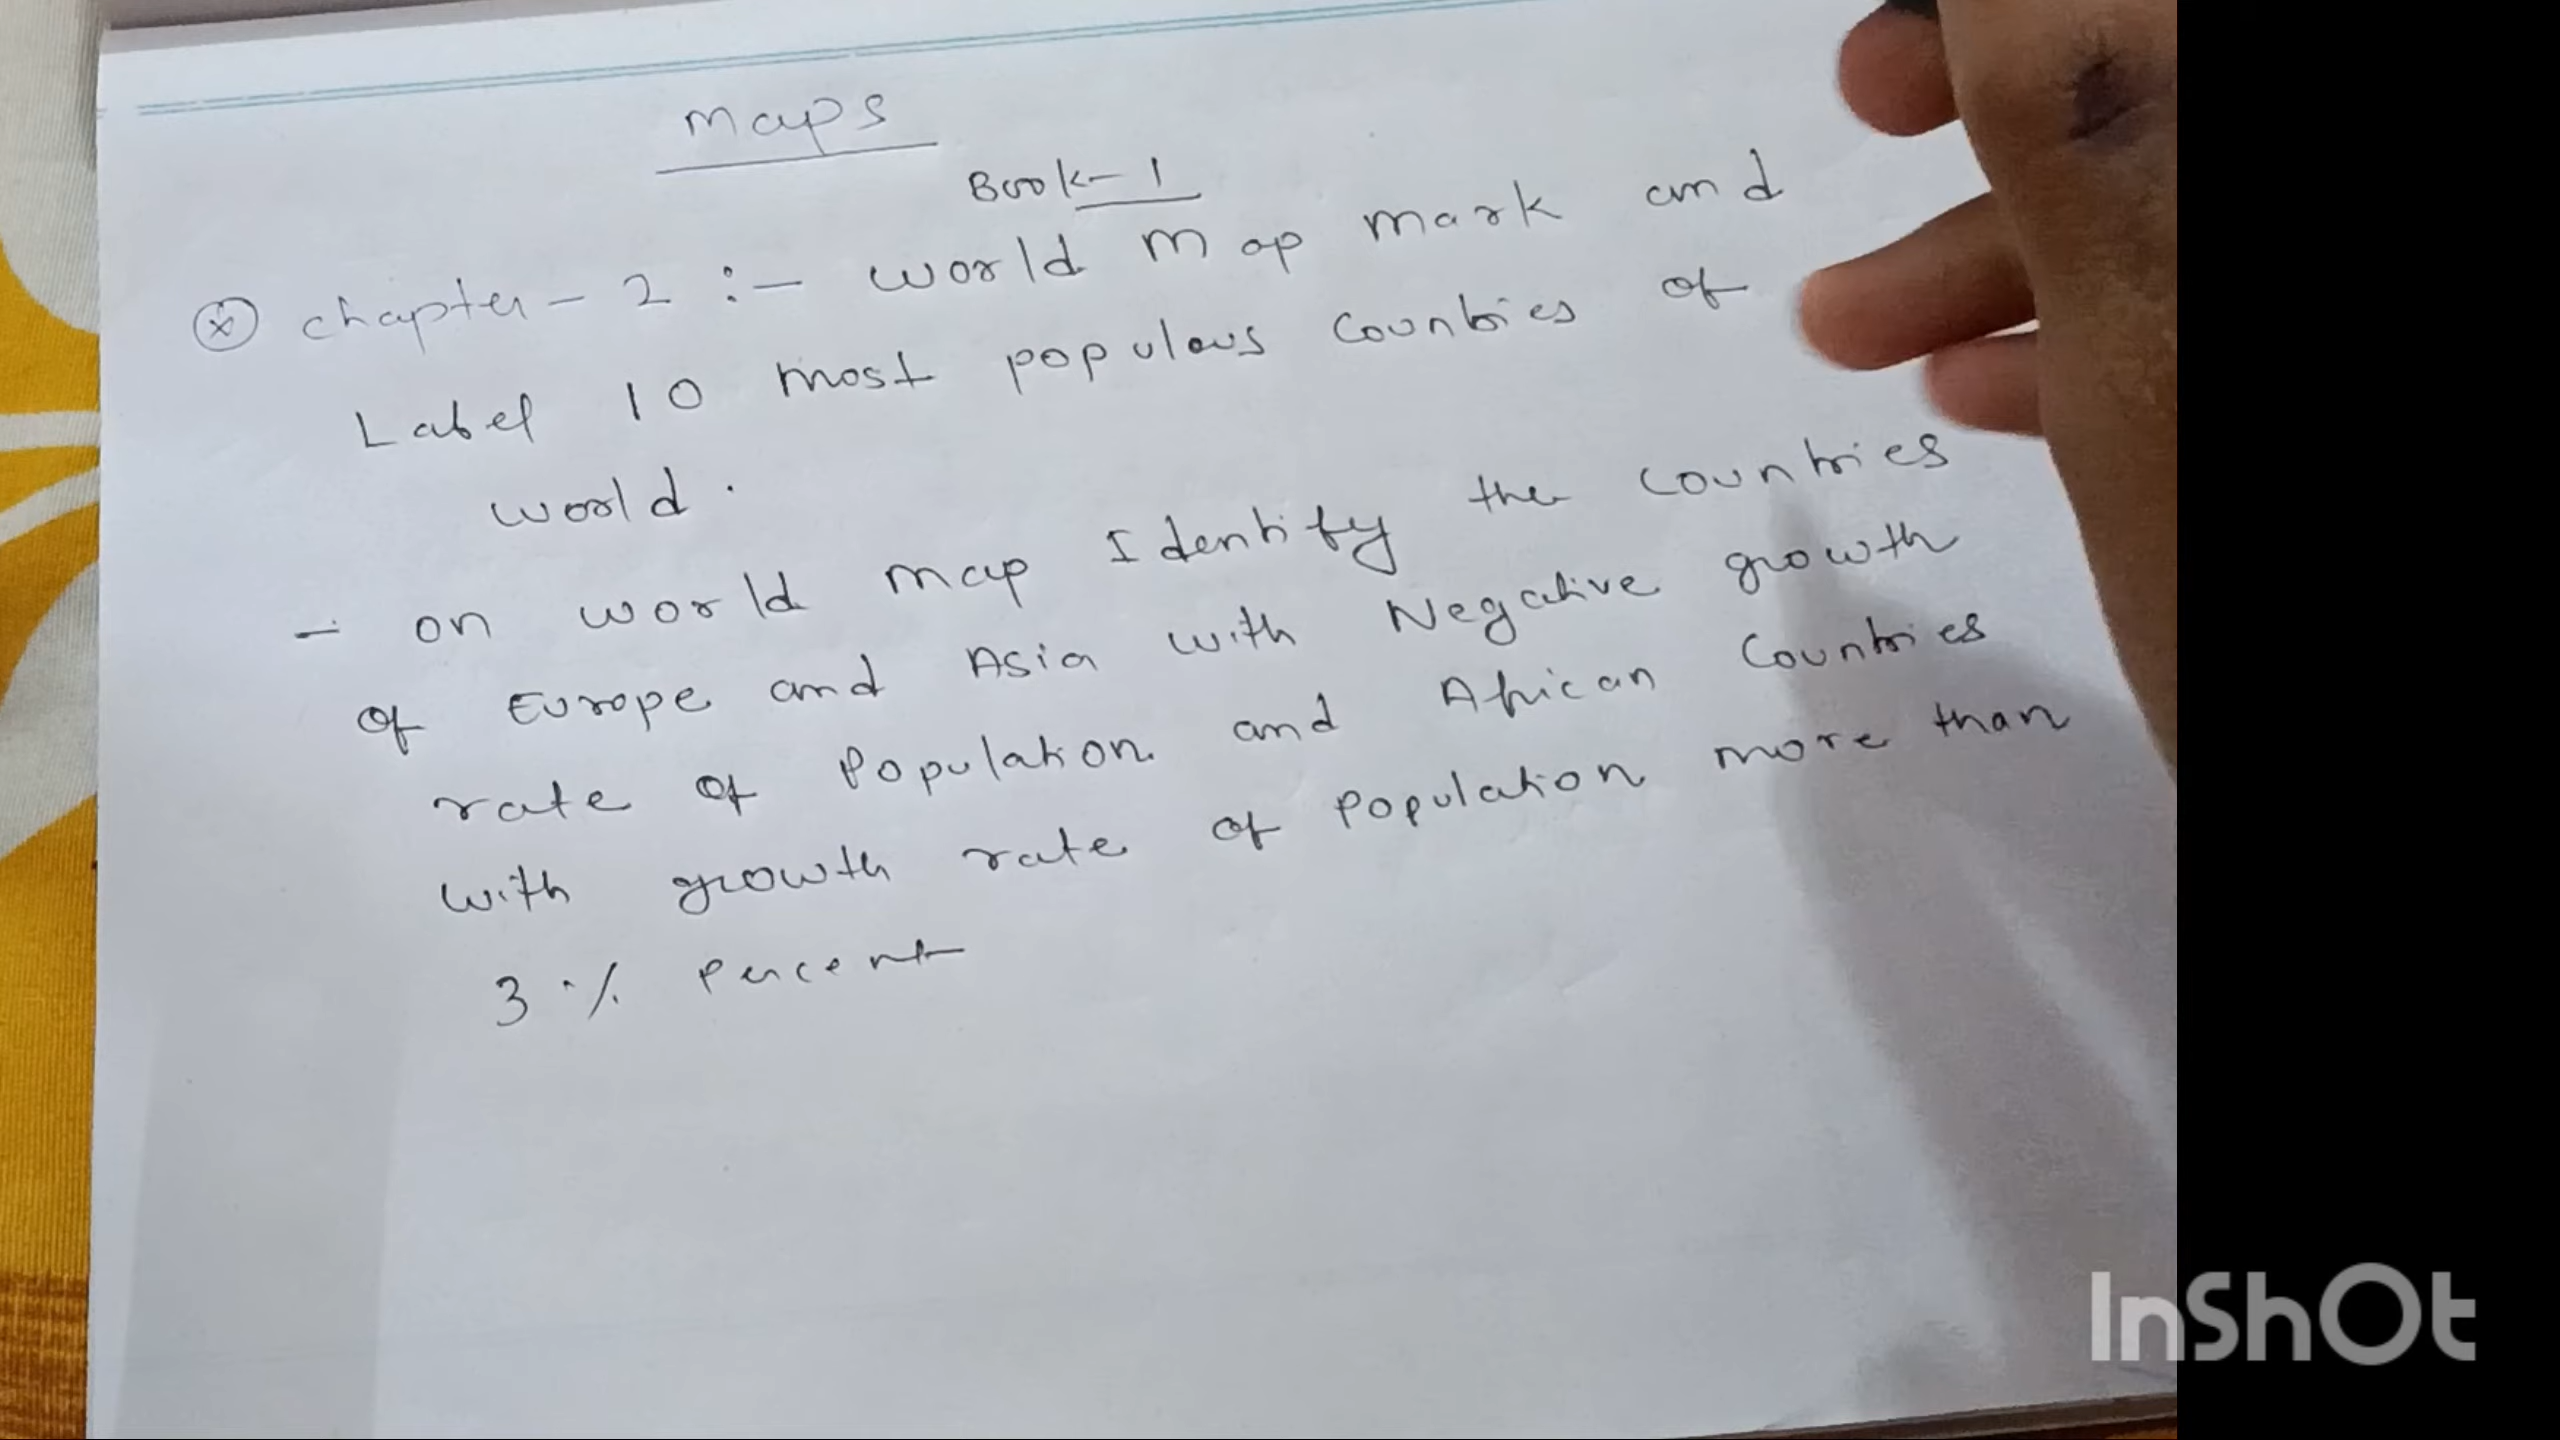 Maps
Book-1
chapter - 2 :- world Map mark and
Label 10 most populous Countries of
world.
- on world map Identify the Countries
of Europe and Asia with Negative growth
rate of Population and African Countries
with growth rate of Population more than
3 % Percent
InShOt